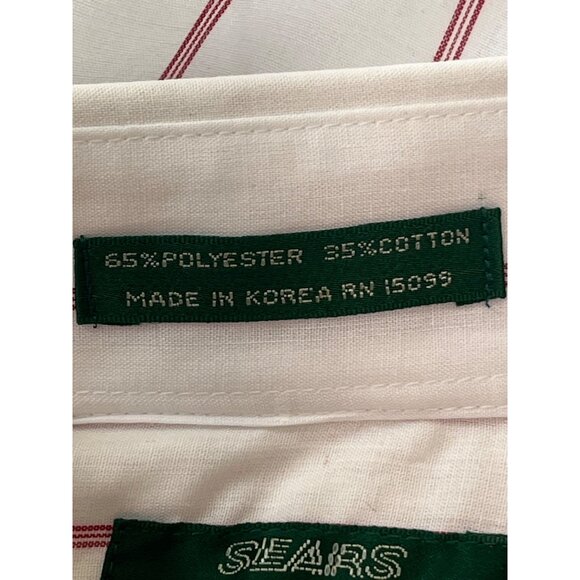 65%POLYESTER 35%COTTON
MADE IN KOREA RN 15099
SEARS